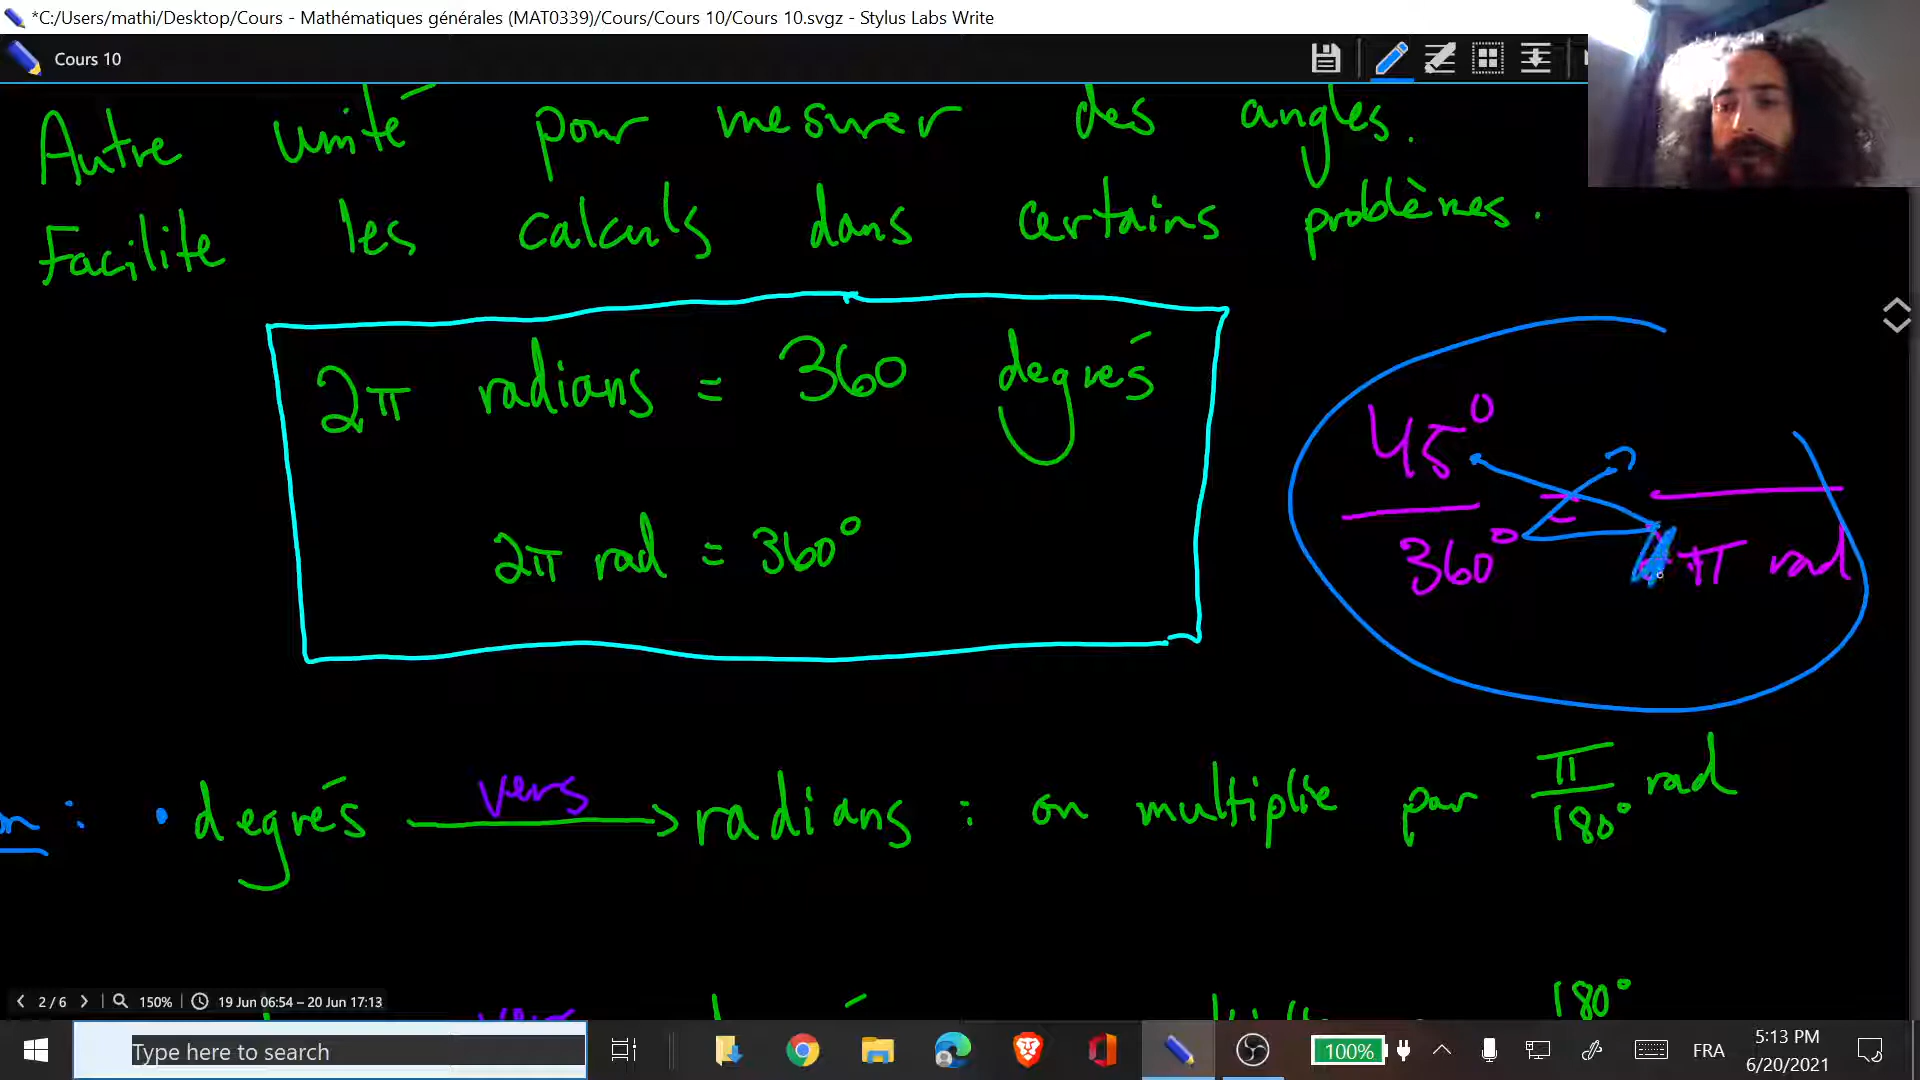 *C:/Users/mathi/Desktop/Cours - Mathématiques générales (MAT0339)/Cours/Cours 10/Cours 10.svgz - Stylus Labs Write
Cours 10
Autre unité pour mesurer des angles.
Facilite les calculs dans certains problèmes.
2π radians = 360 degrés
2π rad = 360°
45°
=
360°
π rad
: • degrés vers radians : on multiplie par π/180° rad
180°
2 / 6 150% 19 Jun 06:54 – 20 Jun 17:13
Type here to search
100%
FRA
5:13 PM
6/20/2021